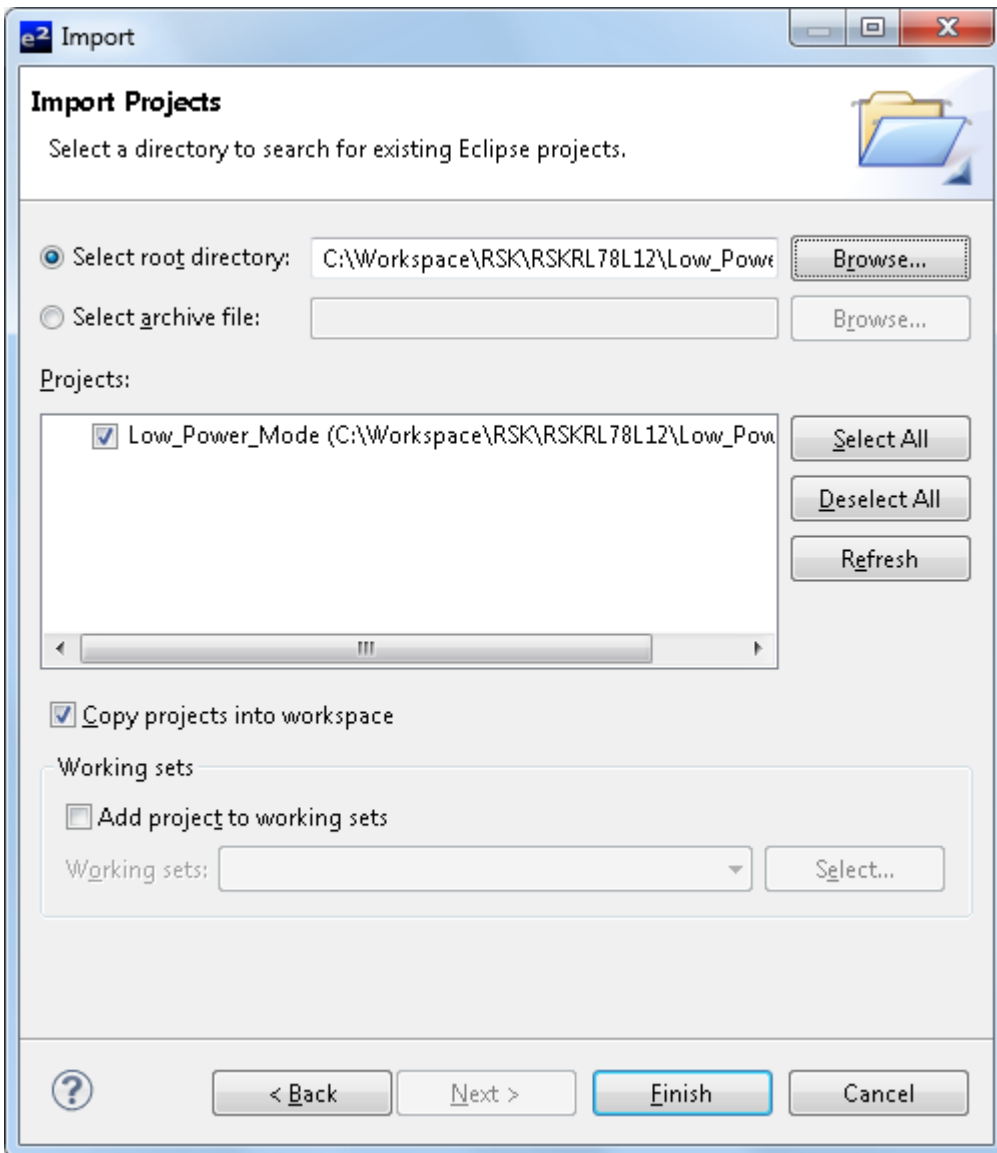 e² Import
Import Projects
Select a directory to search for existing Eclipse projects.
Select root directory: C:\Workspace\RSK\RSKRL78L12\Low_Powe Browse...
Select archive file: Browse...
Projects:
Low_Power_Mode (C:\Workspace\RSK\RSKRL78L12\Low_Pow
Select All
Deselect All
Refresh
Copy projects into workspace
Working sets
Add project to working sets
Working sets: Select...
? < Back Next > Finish Cancel